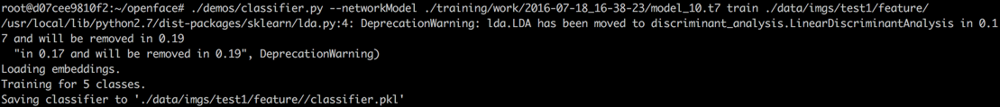 root@d07cee9810f2:~/openface# ./demos/classifier.py --networkModel ./training/work/2016-07-18_16-38-23/model_10.t7 train ./data/imgs/test1/feature/
/usr/local/lib/python2.7/dist-packages/sklearn/lda.py:4: DeprecationWarning: lda.LDA has been moved to discriminant_analysis.LinearDiscriminantAnalysis in 0.1
7 and will be removed in 0.19
  "in 0.17 and will be removed in 0.19", DeprecationWarning)
Loading embeddings.
Training for 5 classes.
Saving classifier to './data/imgs/test1/feature//classifier.pkl'